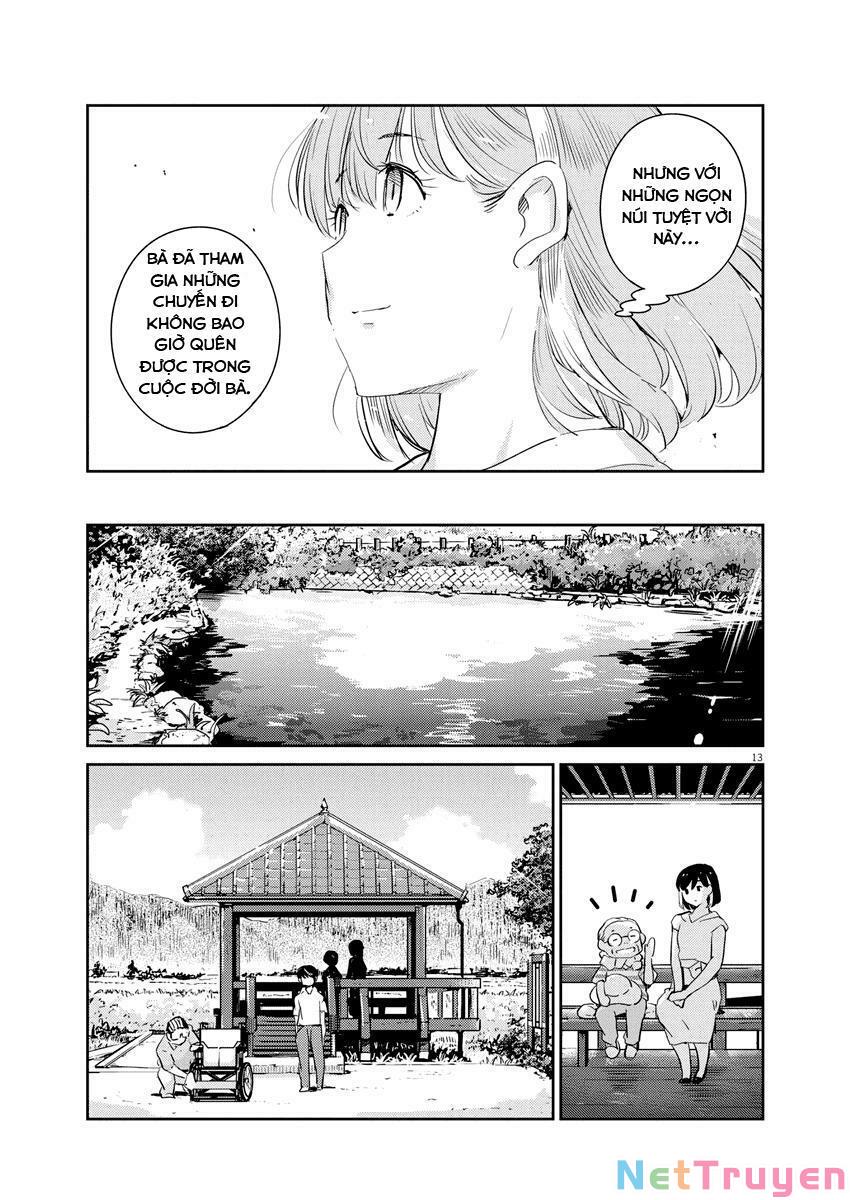 NHƯNG VỚI
NHỮNG NGỌN
NÚI TUYỆT VỜI
NÀY...
BÀ ĐÃ THAM
GIA NHỮNG
CHUYẾN ĐI
KHÔNG BAO
GIỜ QUÊN
ĐƯỢC TRONG
CUỘC ĐỜI BÀ.
13
NetTruyen